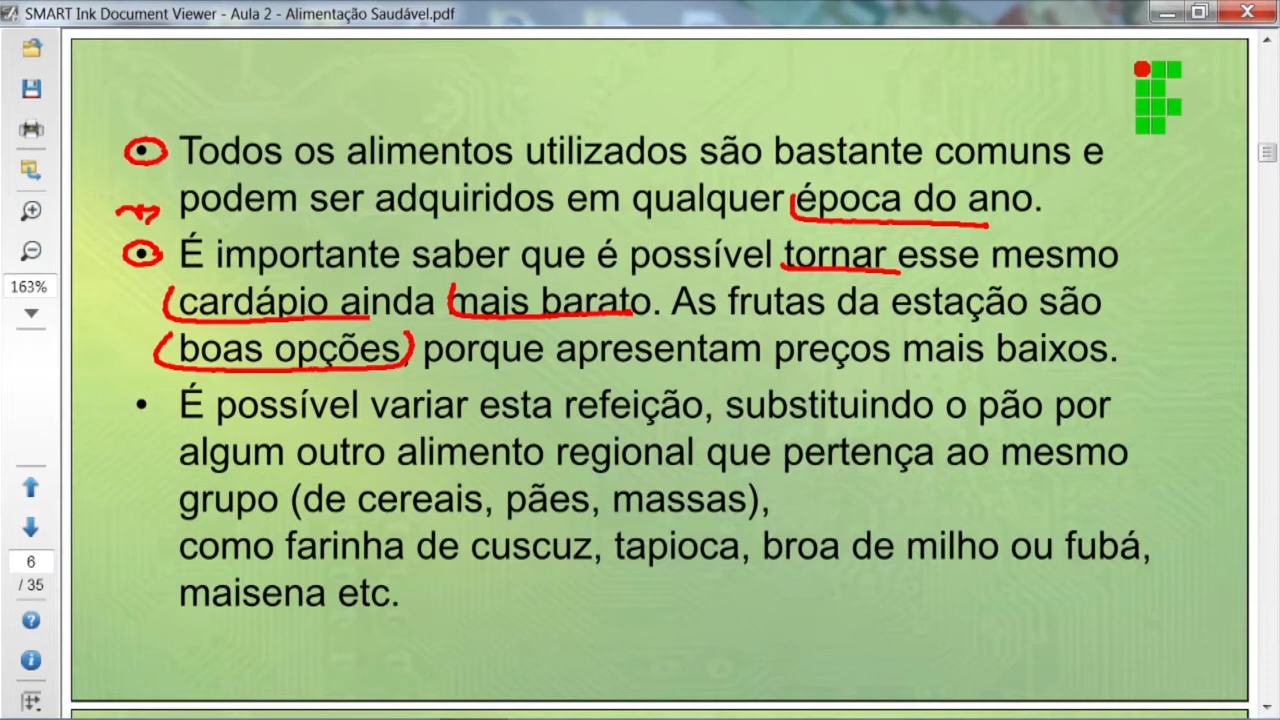 SMART Ink Document Viewer - Aula 2 - Alimentação Saudável.pdf
163%
6
/ 35
• Todos os alimentos utilizados são bastante comuns e
podem ser adquiridos em qualquer época do ano.
• É importante saber que é possível tornar esse mesmo
cardápio ainda mais barato. As frutas da estação são
boas opções, porque apresentam preços mais baixos.
• É possível variar esta refeição, substituindo o pão por
algum outro alimento regional que pertença ao mesmo
grupo (de cereais, pães, massas),
como farinha de cuscuz, tapioca, broa de milho ou fubá,
maisena etc.